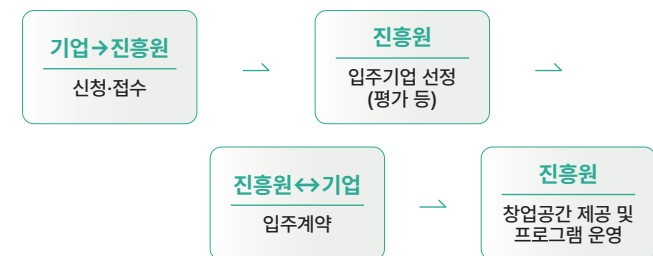 기업→진흥원
신청·접수
진흥원
입주기업 선정
(평가 등)
진흥원↔기업
입주계약
진흥원
창업공간 제공 및
프로그램 운영